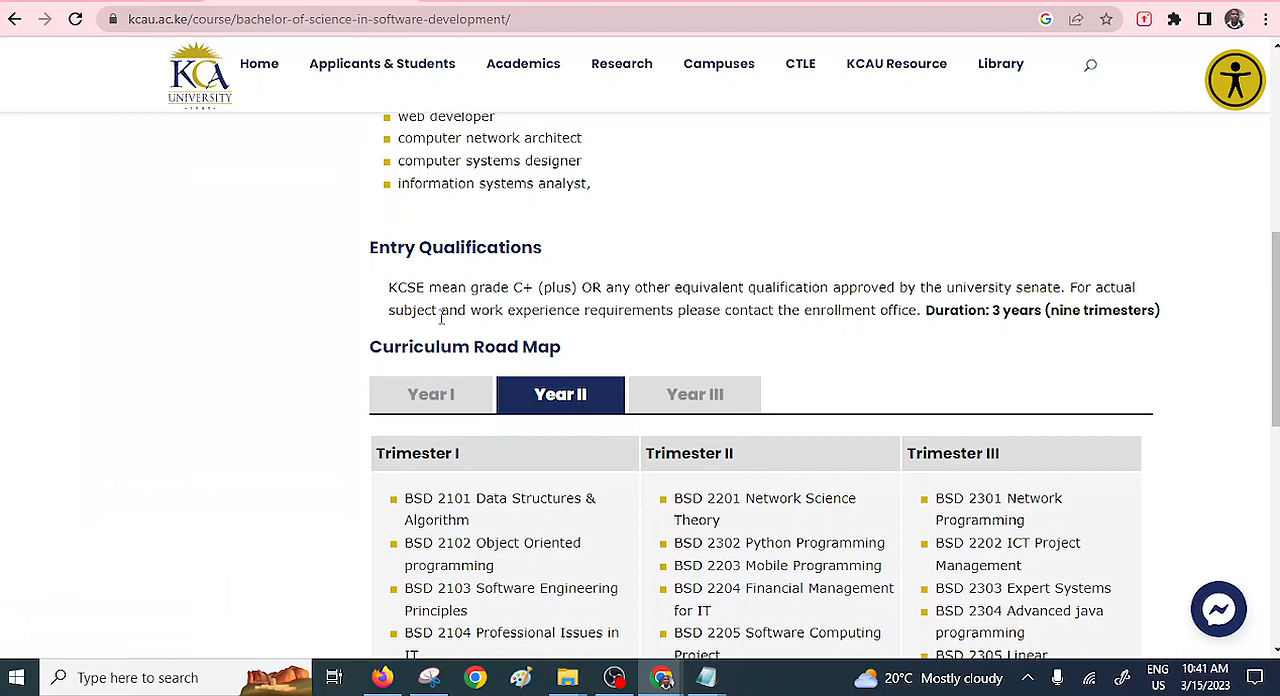 kcau.ac.ke/course/bachelor-of-science-in-software-development/
KCA
UNIVERSITY
Home
Applicants & Students
Academics
Research
Campuses
CTLE
KCAU Resource
Library
web developer
computer network architect
computer systems designer
information systems analyst,
Entry Qualifications
KCSE mean grade C+ (plus) OR any other equivalent qualification approved by the university senate. For actual
subject and work experience requirements please contact the enrollment office. Duration: 3 years (nine trimesters)
Curriculum Road Map
Year I
Year II
Year III
Trimester I
BSD 2101 Data Structures &
Algorithm
BSD 2102 Object Oriented
programming
BSD 2103 Software Engineering
Principles
BSD 2104 Professional Issues in
IT
Trimester II
BSD 2201 Network Science
Theory
BSD 2302 Python Programming
BSD 2203 Mobile Programming
BSD 2204 Financial Management
for IT
BSD 2205 Software Computing
Project
Trimester III
BSD 2301 Network
Programming
BSD 2202 ICT Project
Management
BSD 2303 Expert Systems
BSD 2304 Advanced java
programming
BSD 2305 Linear
Type here to search
20°C Mostly cloudy
ENG
US
10:41 AM
3/15/2023